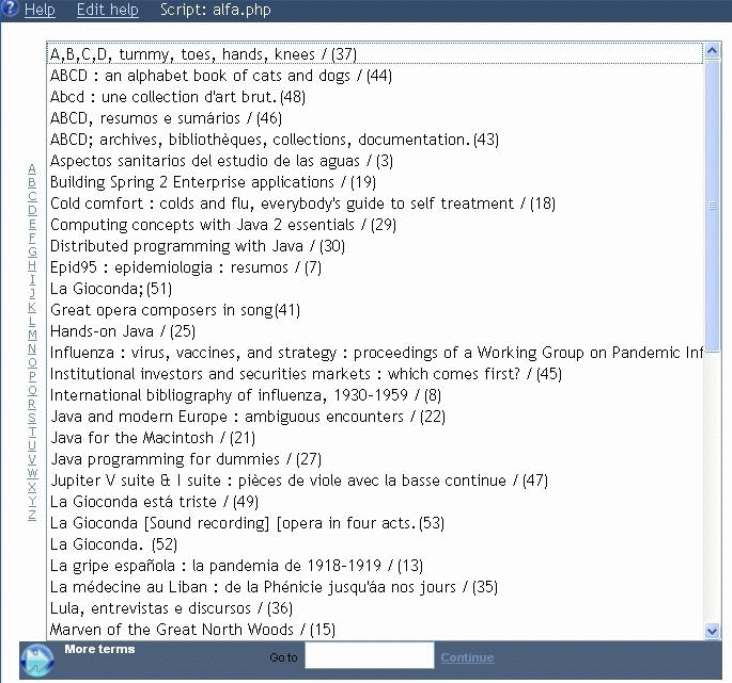 Help Edit help Script: alfa.php
A,B,C,D, tummy, toes, hands, knees / (37)
ABCD : an alphabet book of cats and dogs / (44)
Abcd : une collection d'art brut. (48)
ABCD, resumos e sumários / (46)
ABCD; archives, bibliothèques, collections, documentation. (43)
Aspectos sanitarios del estudio de las aguas / (3)
Building Spring 2 Enterprise applications / (19)
Cold comfort : colds and flu, everybody's guide to self treatment / (18)
Computing concepts with Java 2 essentials / (29)
Distributed programming with Java / (30)
Epid95 : epidemiologia : resumos / (7)
La Gioconda; (51)
Great opera composers in song(41)
Hands-on Java / (25)
Influenza : virus, vaccines, and strategy : proceedings of a Working Group on Pandemic Inf
Institutional investors and securities markets : which comes first? / (45)
International bibliography of influenza, 1930-1959 / (8)
Java and modern Europe : ambiguous encounters / (22)
Java for the Macintosh / (21)
Java programming for dummies / (27)
Jupiter V suite & I suite : pièces de viole avec la basse continue / (47)
La Gioconda está triste / (49)
La Gioconda [Sound recording] [opera in four acts. (53)
La Gioconda. (52)
La gripe española : la pandemia de 1918-1919 / (13)
La médecine au Liban : de la Phénicie jusqu'áa nos jours / (35)
Lula, entrevistas e discursos / (36)
Marven of the Great North Woods / (15)
A
B
C
D
E
F
G
H
I
J
K
L
M
N
O
P
Q
R
S
T
U
V
W
X
Y
Z
More terms
Go to Continue